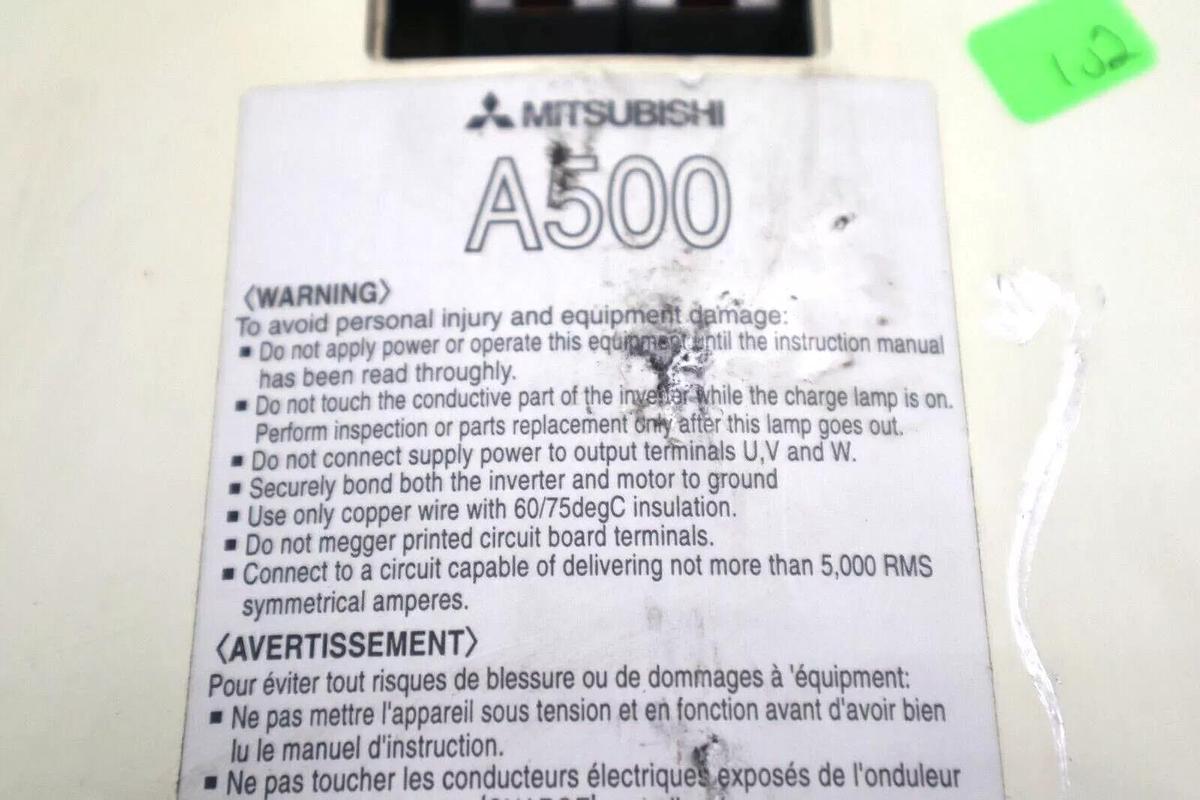 MITSUBISHI
A500
〈WARNING〉
To avoid personal injury and equipment damage:
▪ Do not apply power or operate this equipment until the instruction manual
has been read throughly.
▪ Do not touch the conductive part of the inverter while the charge lamp is on.
Perform inspection or parts replacement only after this lamp goes out.
▪ Do not connect supply power to output terminals U,V and W.
▪ Securely bond both the inverter and motor to ground
▪ Use only copper wire with 60/75degC insulation.
▪ Do not megger printed circuit board terminals.
▪ Connect to a circuit capable of delivering not more than 5,000 RMS
symmetrical amperes.
〈AVERTISSEMENT〉
Pour éviter tout risques de blessure ou de dommages à 'équipment:
▪ Ne pas mettre l'appareil sous tension et en fonction avant d'avoir bien
lu le manuel d'instruction.
▪ Ne pas toucher les conducteurs électriques exposés de l'onduleur